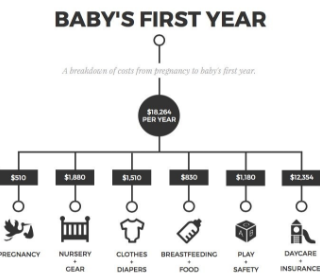 BABY'S FIRST YEAR
A breakdown of costs from pregnancy to baby's first year.
$18,264
PER YEAR
$510
$1,880
$1,510
$830
$1,180
$12,354
PREGNANCY
NURSERY
+
GEAR
CLOTHES
+
DIAPERS
BREASTFEEDING
+
FOOD
PLAY
+
SAFETY
DAYCARE
+
INSURANCE